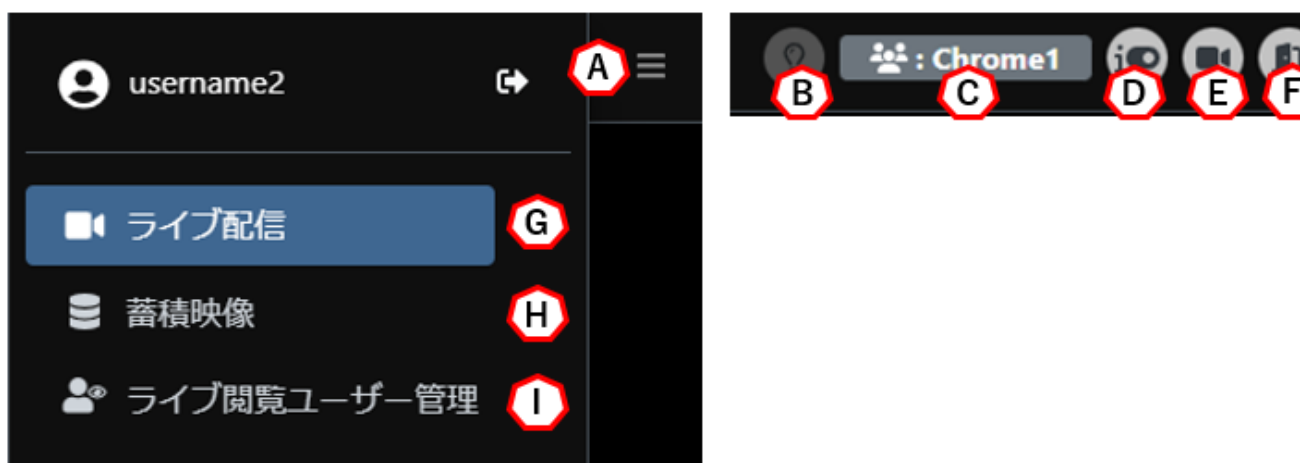 username2
A
: Chrome1
B
C
D
E
F
ライブ配信
G
蓄積映像
H
ライブ閲覧ユーザー管理
I